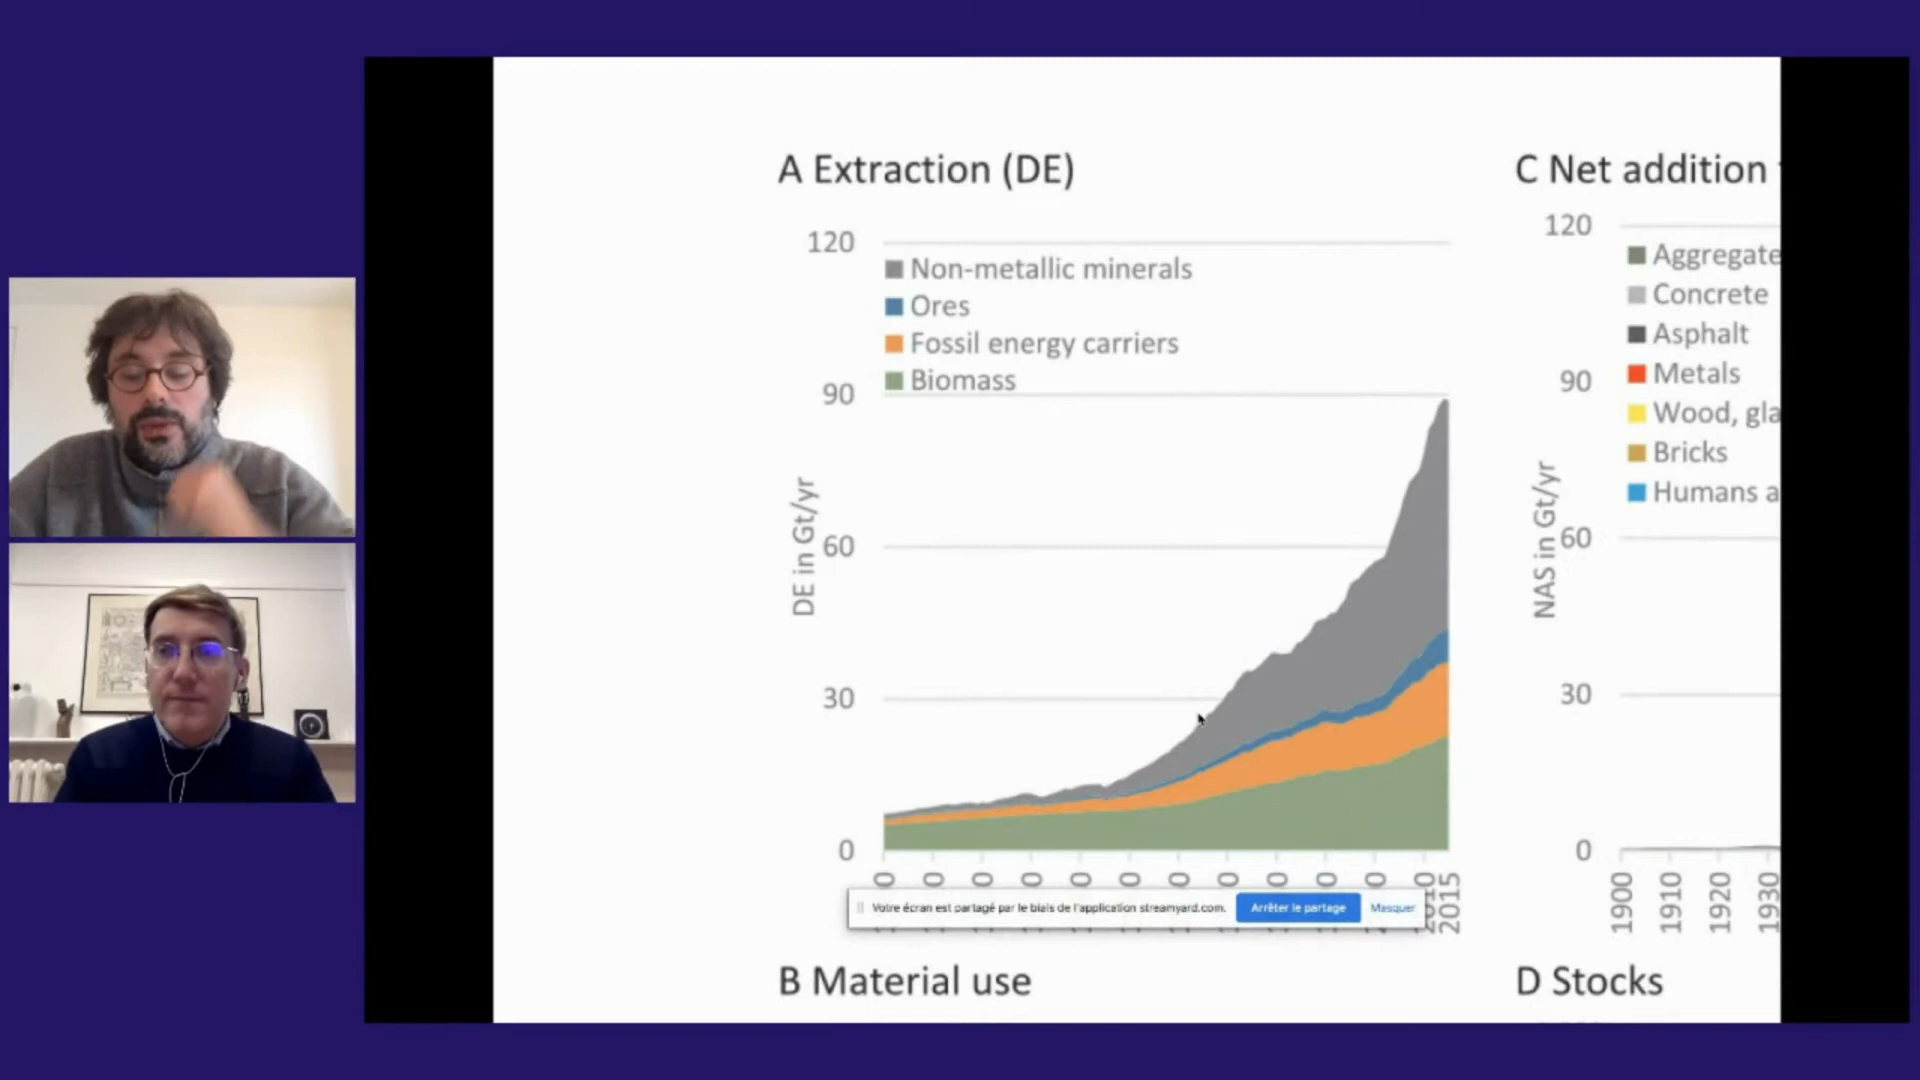 A Extraction (DE)
120
Non-metallic minerals
Ores
Fossil energy carriers
Biomass
90
DE in Gt/yr
60
30
0
2015
Votre écran est partagé par le biais de l'application streamyard.com.
Arrêter le partage
Masquer
B Material use
C Net addition
120
Aggregate
Concrete
Asphalt
90
Metals
Wood, gla
Bricks
Humans a
NAS in Gt/yr
60
30
0
1900
1910
1920
1930
D Stocks